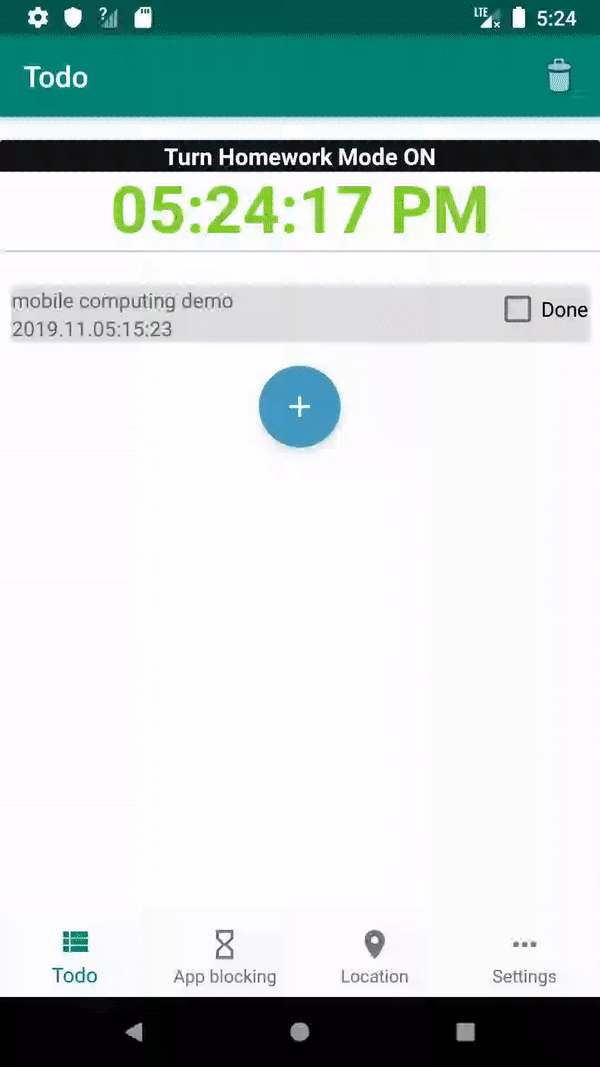 LTE 5:24
Todo
Turn Homework Mode ON
05:24:17 PM
mobile computing demo
Done
2019.11.05:15:23
+
Todo App blocking Location Settings